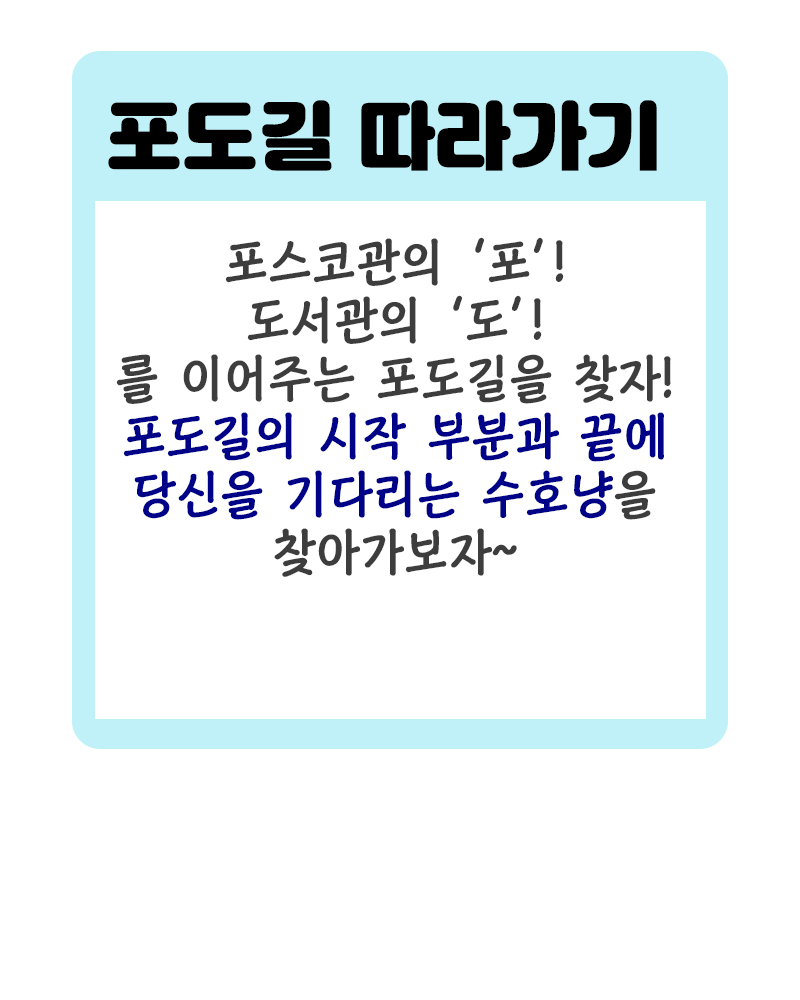 포도길 따라가기
포스코관의 '포'!
도서관의 '도'!
를 이어주는 포도길을 찾자!
포도길의 시작 부분과 끝에
당신을 기다리는 수호냥을
찾아가보자~